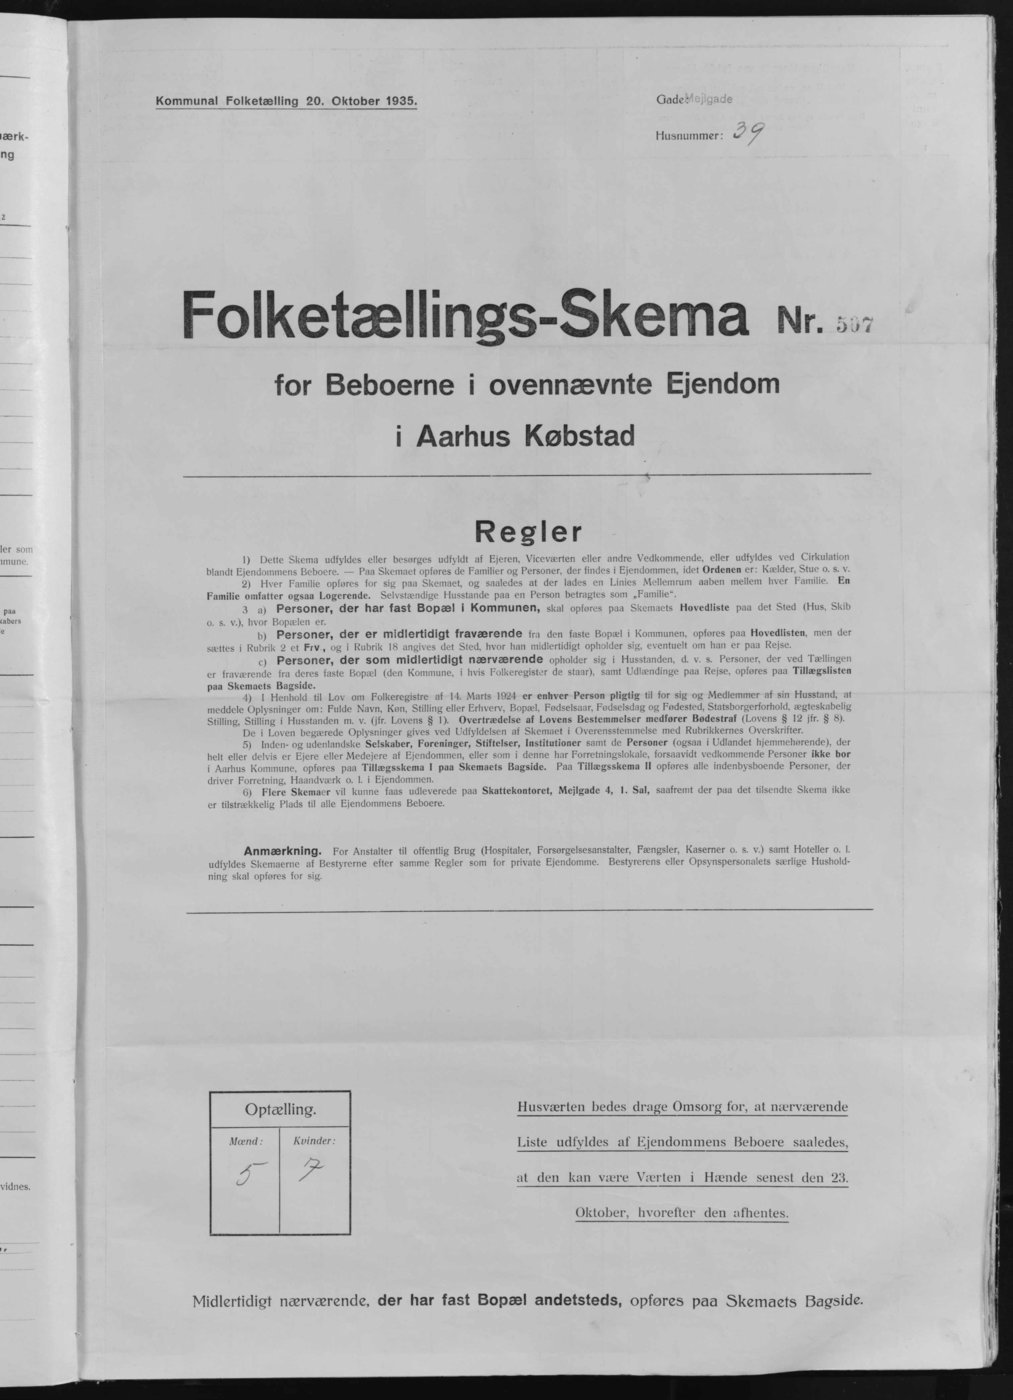 Kommunal Folketælling 20. Oktober 1935.
Gade: Mejlgade
Husnummer: 39
Folketællings-Skema Nr. 507
for Beboerne i ovennævnte Ejendom
i Aarhus Købstad
Regler
1) Dette Skema udfyldes eller besørges udfyldt af Ejeren, Viceværten eller andre Vedkommende, eller udfyldes ved Cirkulation
blandt Ejendommens Beboere. — Paa Skemaet opføres de Familier og Personer, der findes i Ejendommen, idet Ordenen er: Kælder, Stue o. s. v.
2) Hver Familie opføres for sig paa Skemaet, og saaledes at der lades en Linies Mellemrum aaben mellem hver Familie. En
Familie omfatter ogsaa Logerende. Selvstændige Husstande paa en Person betragtes som „Familie".
3 a) Personer, der har fast Bopæl i Kommunen, skal opføres paa Skemaets Hovedliste paa det Sted (Hus, Skib
o. s. v.), hvor Bopælen er.
b) Personer, der er midlertidigt fraværende fra den faste Bopæl i Kommunen, opføres paa Hovedlisten, men der
sættes i Rubrik 2 et Frv., og i Rubrik 18 angives det Sted, hvor han midlertidigt opholder sig, eventuelt om han er paa Rejse.
c) Personer, der som midlertidigt nærværende opholder sig i Husstanden, d. v. s. Personer, der ved Tællingen
er fraværende fra deres faste Bopæl (den Kommune, i hvis Folkeregister de staar), samt Udlændinge paa Rejse, opføres paa Tillægslisten
paa Skemaets Bagside.
4) I Henhold til Lov om Folkeregistre af 14. Marts 1924 er enhver Person pligtig til for sig og Medlemmer af sin Husstand, at
meddele Oplysninger om: Fulde Navn, Køn, Stilling eller Erhverv, Bopæl, Fødselsaar, Fødselsdag og Fødested, Statsborgerforhold, ægteskabelig
Stilling, Stilling i Husstanden m. v. (jfr. Lovens § 1). Overtrædelse af Lovens Bestemmelser medfører Bødestraf (Lovens § 12 jfr. § 8).
De i Loven begærede Oplysninger gives ved Udfyldelsen af Skemaet i Overensstemmelse med Rubrikkernes Overskrifter.
5) Inden- og udenlandske Selskaber, Foreninger, Stiftelser, Institutioner samt de Personer (ogsaa i Udlandet hjemmehørende), der
helt eller delvis er Ejere eller Medejere af Ejendommen, eller som i denne har Forretningslokale, forsaavidt vedkommende Personer ikke bor
i Aarhus Kommune, opføres paa Tillægsskema I paa Skemaets Bagside. Paa Tillægsskema II opføres alle indenbysboende Personer, der
driver Forretning, Haandværk o. l. i Ejendommen.
6) Flere Skemaer vil kunne faas udleverede paa Skattekontoret, Mejlgade 4, 1. Sal, saafremt der paa det tilsendte Skema ikke
er tilstrækkelig Plads til alle Ejendommens Beboere.
Anmærkning. For Anstalter til offentlig Brug (Hospitaler, Forsørgelsesanstalter, Fængsler, Kaserner o. s. v.) samt Hoteller o. l.
udfyldes Skemaerne af Bestyrerne efter samme Regler som for private Ejendomme. Bestyrerens eller Opsynspersonalets særlige Hushold-
ning skal opføres for sig.
Optælling.
Mænd: Kvinder:
5 7
Husværten bedes drage Omsorg for, at nærværende
Liste udfyldes af Ejendommens Beboere saaledes,
at den kan være Værten i Hænde senest den 23.
Oktober, hvorefter den afhentes.
Midlertidigt nærværende, der har fast Bopæl andetsteds, opføres paa Skemaets Bagside.